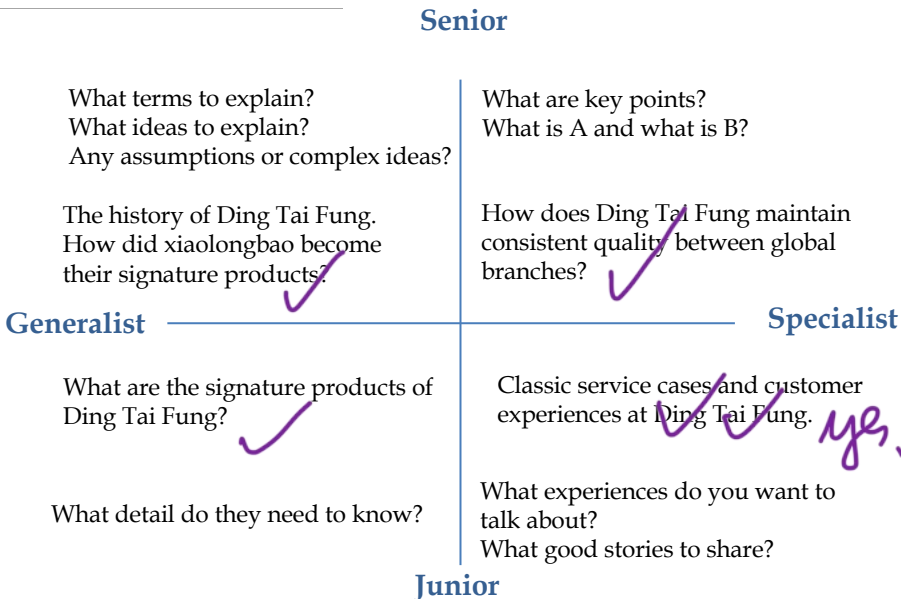 Senior
What terms to explain?
What ideas to explain?
Any assumptions or complex ideas?
What are key points?
What is A and what is B?
The history of Ding Tai Fung.
How did xiaolongbao become
their signature products?
How does Ding Tai Fung maintain
consistent quality between global
branches?
Generalist
Specialist
What are the signature products of
Ding Tai Fung?
Classic service cases and customer
experiences at Ding Tai Fung.
yes,
What detail do they need to know?
What experiences do you want to
talk about?
What good stories to share?
Junior